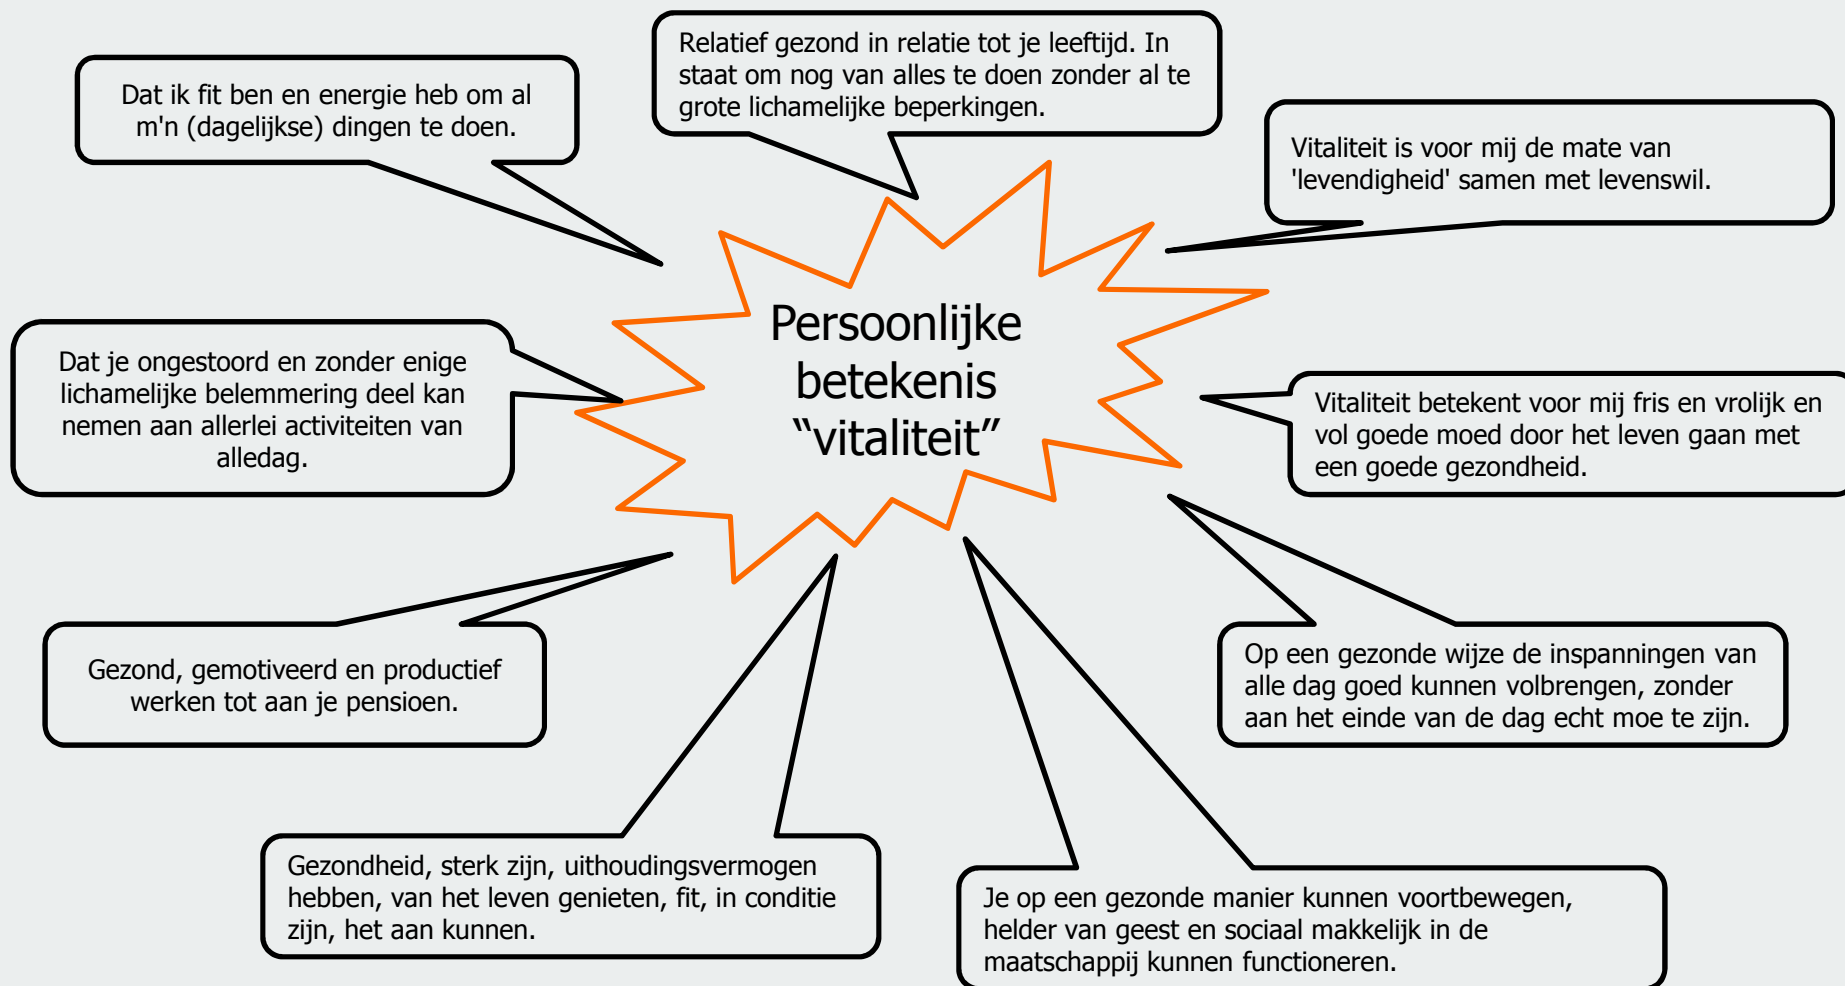 Relatief gezond in relatie tot je leeftijd. In
staat om nog van alles te doen zonder al te
grote lichamelijke beperkingen.
Dat ik fit ben en energie heb om al
m'n (dagelijkse) dingen te doen.
Vitaliteit is voor mij de mate van
'levendigheid' samen met levenswil.
Persoonlijke
betekenis
“vitaliteit”
Dat je ongestoord en zonder enige
lichamelijke belemmering deel kan
nemen aan allerlei activiteiten van
alledag.
Vitaliteit betekent voor mij fris en vrolijk en
vol goede moed door het leven gaan met
een goede gezondheid.
Gezond, gemotiveerd en productief
werken tot aan je pensioen.
Op een gezonde wijze de inspanningen van
alle dag goed kunnen volbrengen, zonder
aan het einde van de dag echt moe te zijn.
Gezondheid, sterk zijn, uithoudingsvermogen
hebben, van het leven genieten, fit, in conditie
zijn, het aan kunnen.
Je op een gezonde manier kunnen voortbewegen,
helder van geest en sociaal makkelijk in de
maatschappij kunnen functioneren.